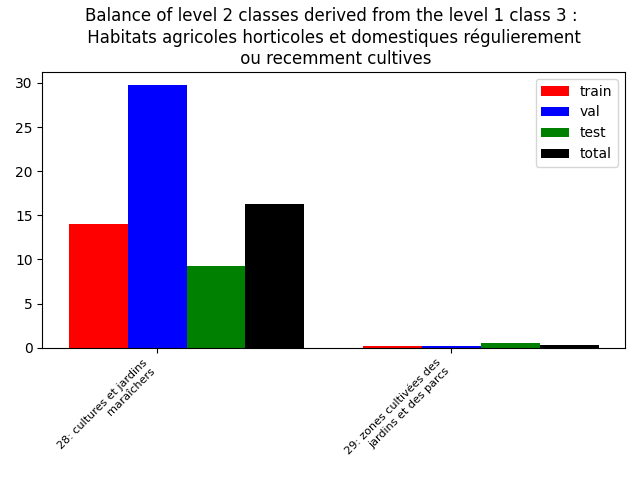 Balance of level 2 classes derived from the level 1 class 3 :
Habitats agricoles horticoles et domestiques régulierement
ou recemment cultives
30
25
20
15
10
5
0
train
val
test
total
28: cultures et jardins
maraîchers
29: zones cultivées des
jardins et des parcs